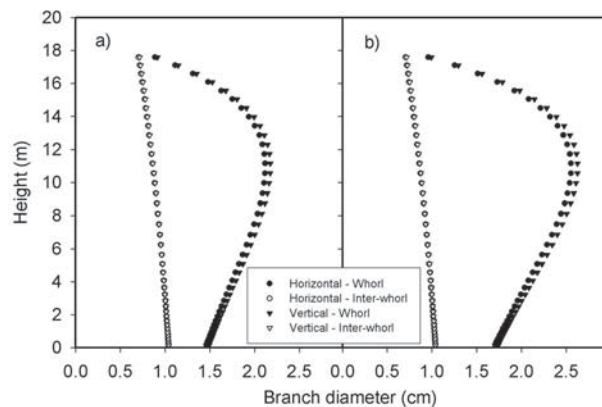 20
18
16
14
12
10
8
6
4
2
0
Height (m)
a)
b)
Horizontal - Whorl
Horizontal - Inter-whorl
Vertical - Whorl
Vertical - Inter-whorl
0.0 0.5 1.0 1.5 2.0 2.5 0.0 0.5 1.0 1.5 2.0 2.5
Branch diameter (cm)